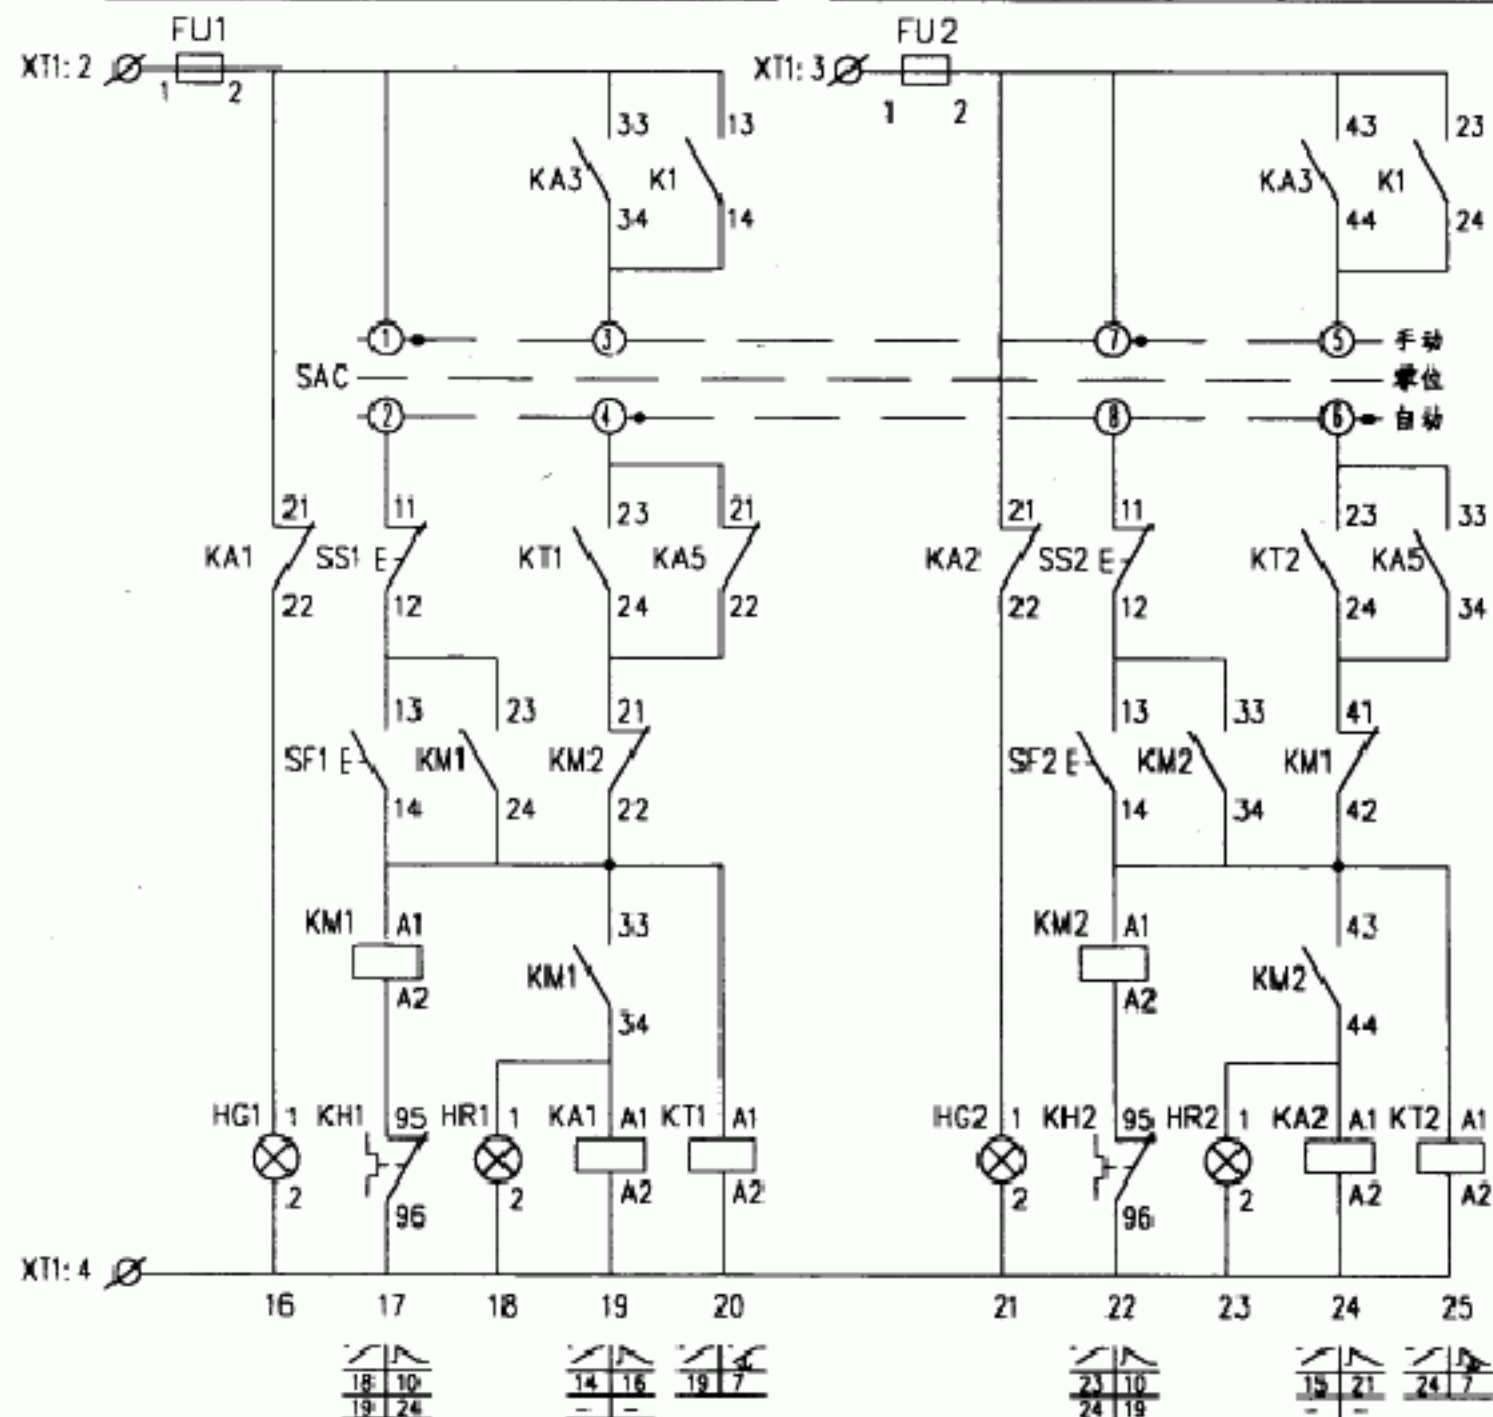 FU1 FU2
XT1:2 XT1:3
1 2 1 2
33 13 43 23
KA3 K1 KA3 K1
34 14 44 24
1 3 7 5 手动
SAC 零位
2 4 8 6 自动
21 11 23 21 21 11 23 33
KA1 SS1 KT1 KA5 KA2 SS2 KT2 KA5
22 12 24 22 22 12 24 34
13 23 21 13 33 41
SF1 KM1 KM2 SF2 KM2 KM1
14 24 22 14 34 42
KM1 A1 33 KM2 A1 43
KM1 KM2
A2 34 A2 44
HG1 1 KH1 95 HR1 1 KA1 A1 KT1 A1 HG2 1 KH2 95 HR2 1 KA2 A1 KT2 A1
2 96 2 A2 A2 2 96 2 A2 A2
XT1:4
16 17 18 19 20 21 22 23 24 25
18 10 14 16 19 7 23 10 15 21 24 7
19 24 - - 24 19 - -